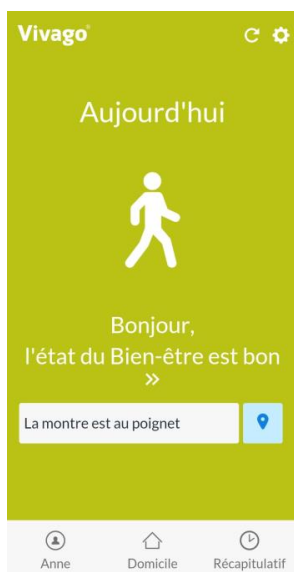 Vivago®
Aujourd'hui
Bonjour,
l'état du Bien-être est bon
»
La montre est au poignet
Anne Domicile Récapitulatif